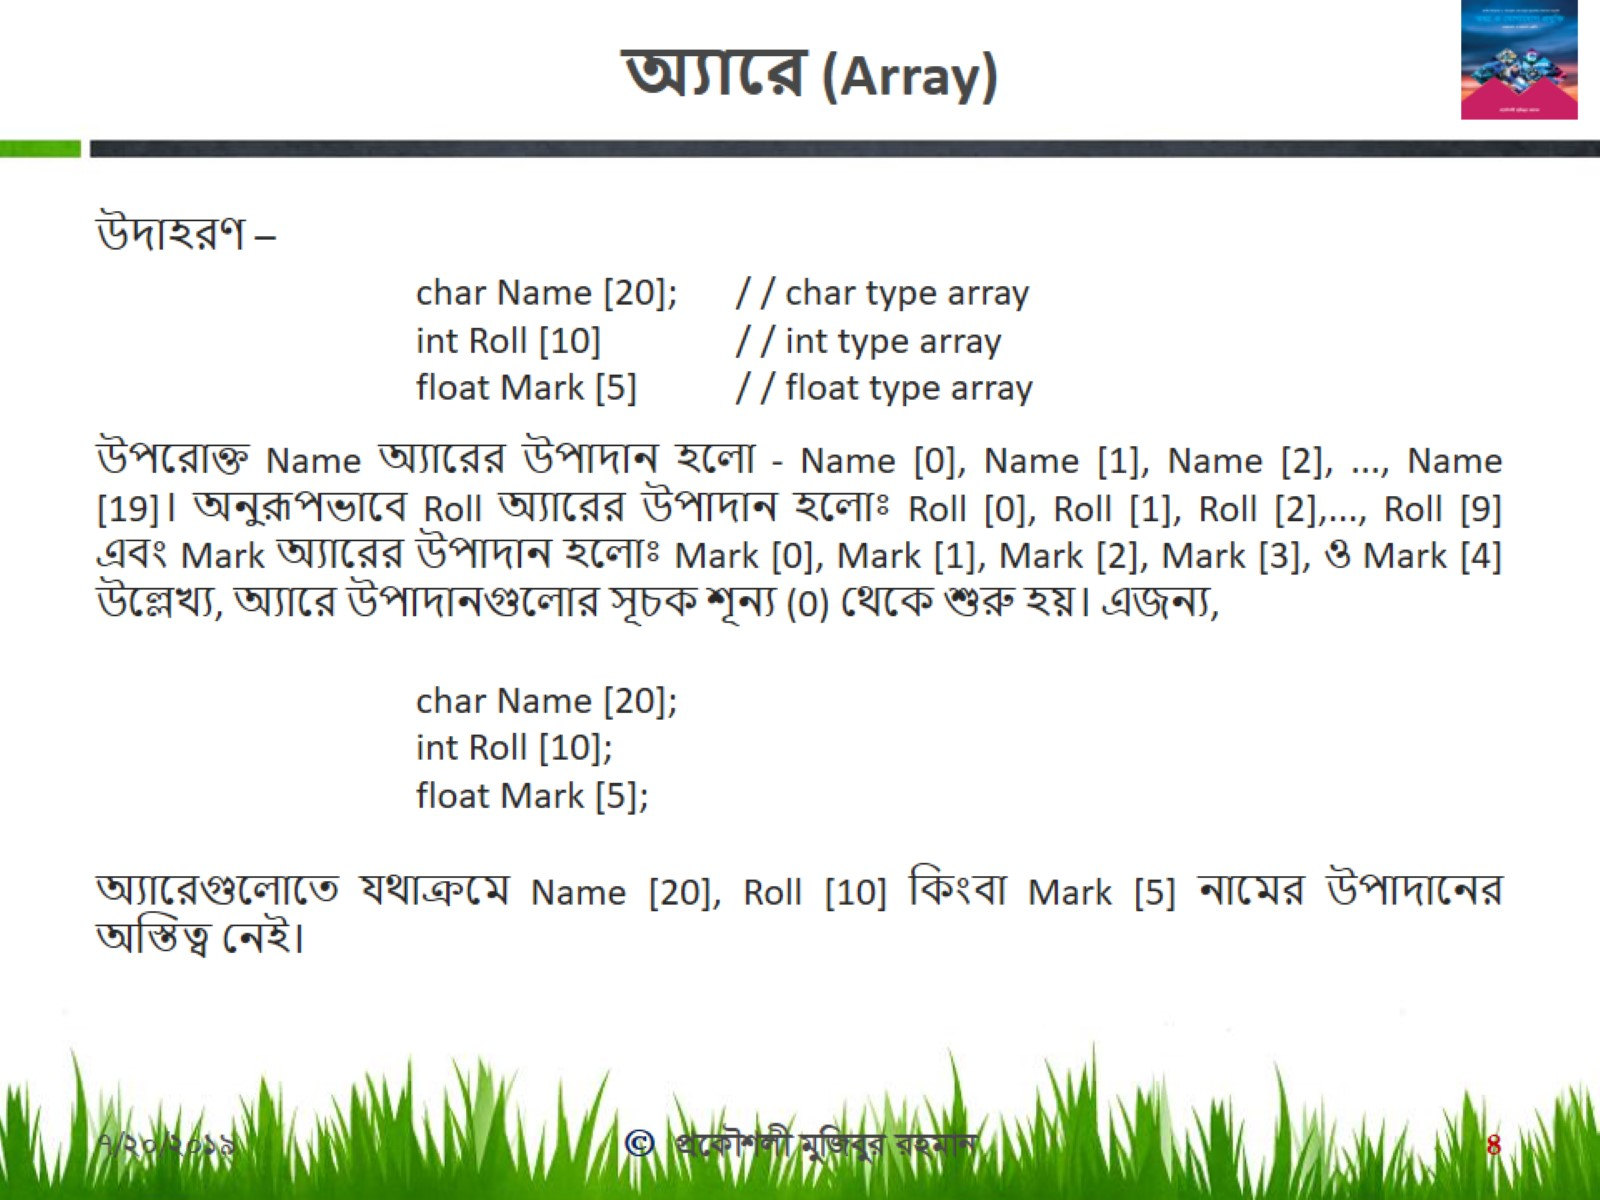 অ্যারে (Array)
উদাহরণ –
char Name [20]; / / char type array
int Roll [10] / / int type array
float Mark [5] / / float type array
উপরোক্ত Name অ্যারের উপাদান হলো - Name [0], Name [1], Name [2], ..., Name
[19]। অনুরূপভাবে Roll অ্যারের উপাদান হলোঃ Roll [0], Roll [1], Roll [2],..., Roll [9]
এবং Mark অ্যারের উপাদান হলোঃ Mark [0], Mark [1], Mark [2], Mark [3], ও Mark [4]
উল্লেখ্য, অ্যারে উপাদানগুলোর সূচক শূন্য (0) থেকে শুরু হয়। এজন্য,
char Name [20];
int Roll [10];
float Mark [5];
অ্যারেগুলোতে যথাক্রমে Name [20], Roll [10] কিংবা Mark [5] নামের উপাদানের
অস্তিত্ব নেই।
৭/২০/২০১৯ © প্রকৌশলী মুজিবুর রহমান 8